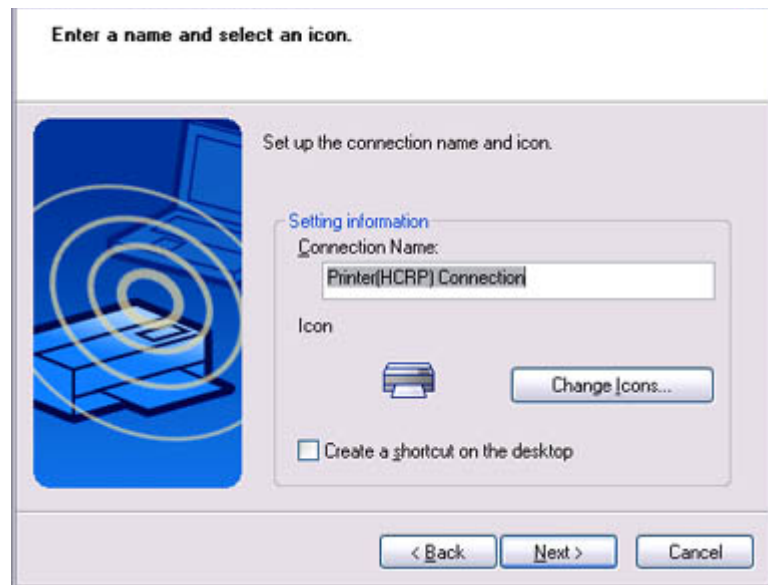 Enter a name and select an icon.
Set up the connection name and icon.
Setting information
Connection Name:
Printer(HCRP) Connection
Icon
Change Icons...
Create a shortcut on the desktop
< Back Next > Cancel